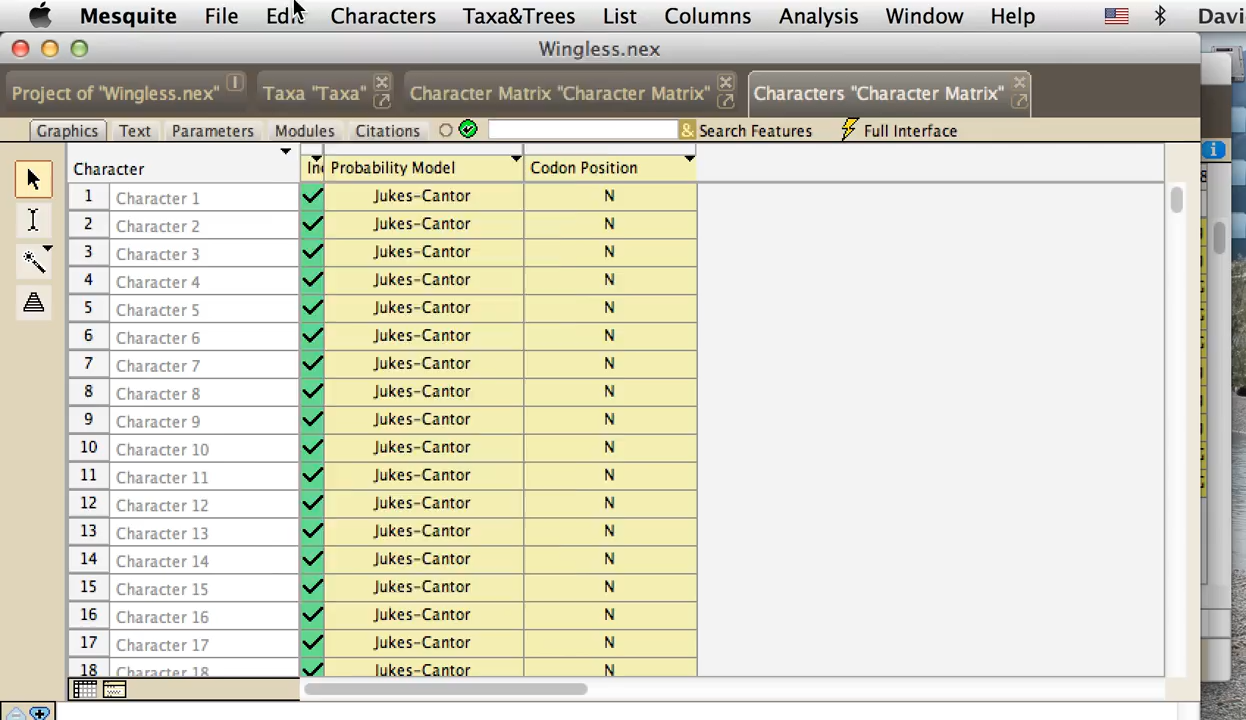 Mesquite File Edit Characters Taxa&Trees List Columns Analysis Window Help Davi
Wingless.nex
Project of "Wingless.nex" Taxa "Taxa" Character Matrix "Character Matrix" Characters "Character Matrix"
Graphics Text Parameters Modules Citations & Search Features Full Interface
Character In Probability Model Codon Position
1 Character 1 Jukes-Cantor N
2 Character 2 Jukes-Cantor N
3 Character 3 Jukes-Cantor N
4 Character 4 Jukes-Cantor N
5 Character 5 Jukes-Cantor N
6 Character 6 Jukes-Cantor N
7 Character 7 Jukes-Cantor N
8 Character 8 Jukes-Cantor N
9 Character 9 Jukes-Cantor N
10 Character 10 Jukes-Cantor N
11 Character 11 Jukes-Cantor N
12 Character 12 Jukes-Cantor N
13 Character 13 Jukes-Cantor N
14 Character 14 Jukes-Cantor N
15 Character 15 Jukes-Cantor N
16 Character 16 Jukes-Cantor N
17 Character 17 Jukes-Cantor N
18 Character 18 Jukes-Cantor N